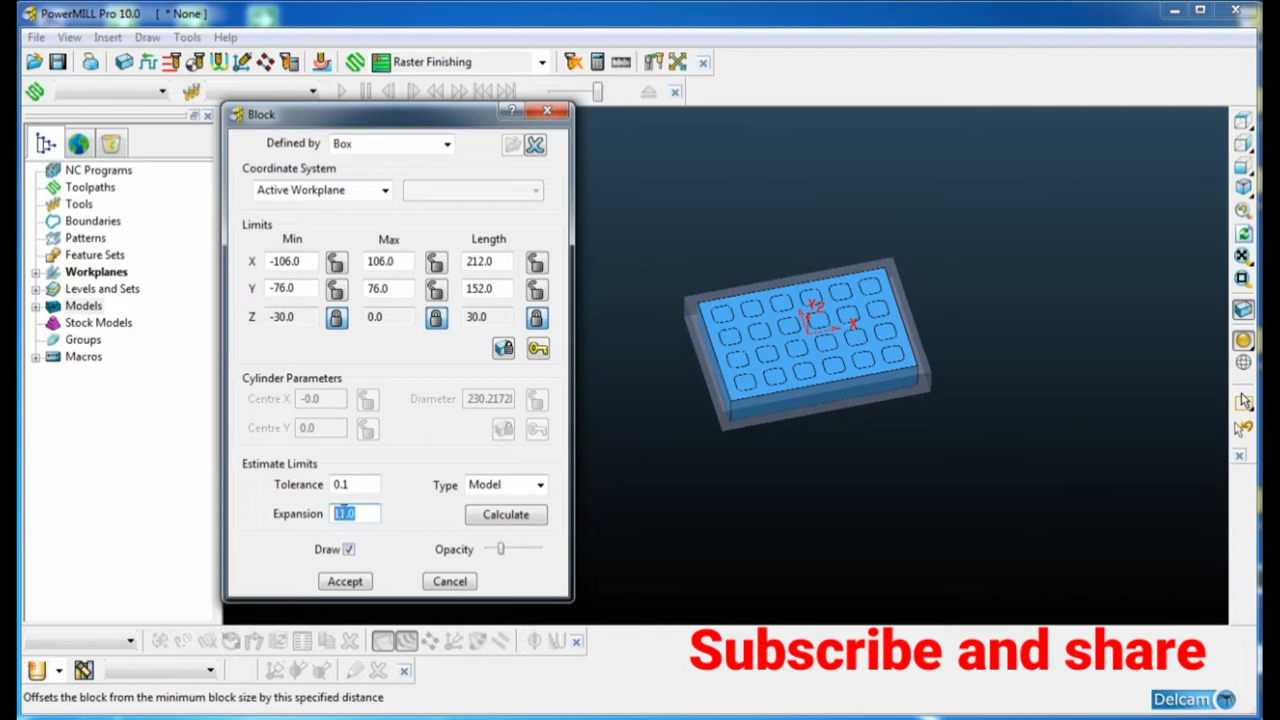 PowerMILL Pro 10.0 [ * None ]
File View Insert Draw Tools Help
Raster Finishing
Block
Defined by Box
Coordinate System
Active Workplane
Limits
Min Max Length
X -106.0 106.0 212.0
Y -76.0 76.0 152.0
Z -30.0 0.0 30.0
Cylinder Parameters
Centre X -0.0 Diameter 230.21728
Centre Y 0.0
Estimate Limits
Tolerance 0.1 Type Model
Expansion 11.0 Calculate
Draw Opacity
Accept Cancel
NC Programs
Toolpaths
Tools
Boundaries
Patterns
Feature Sets
Workplanes
Levels and Sets
Models
Stock Models
Groups
Macros
YZ
X
Subscribe and share
Offsets the block from the minimum block size by this specified distance
Delcam